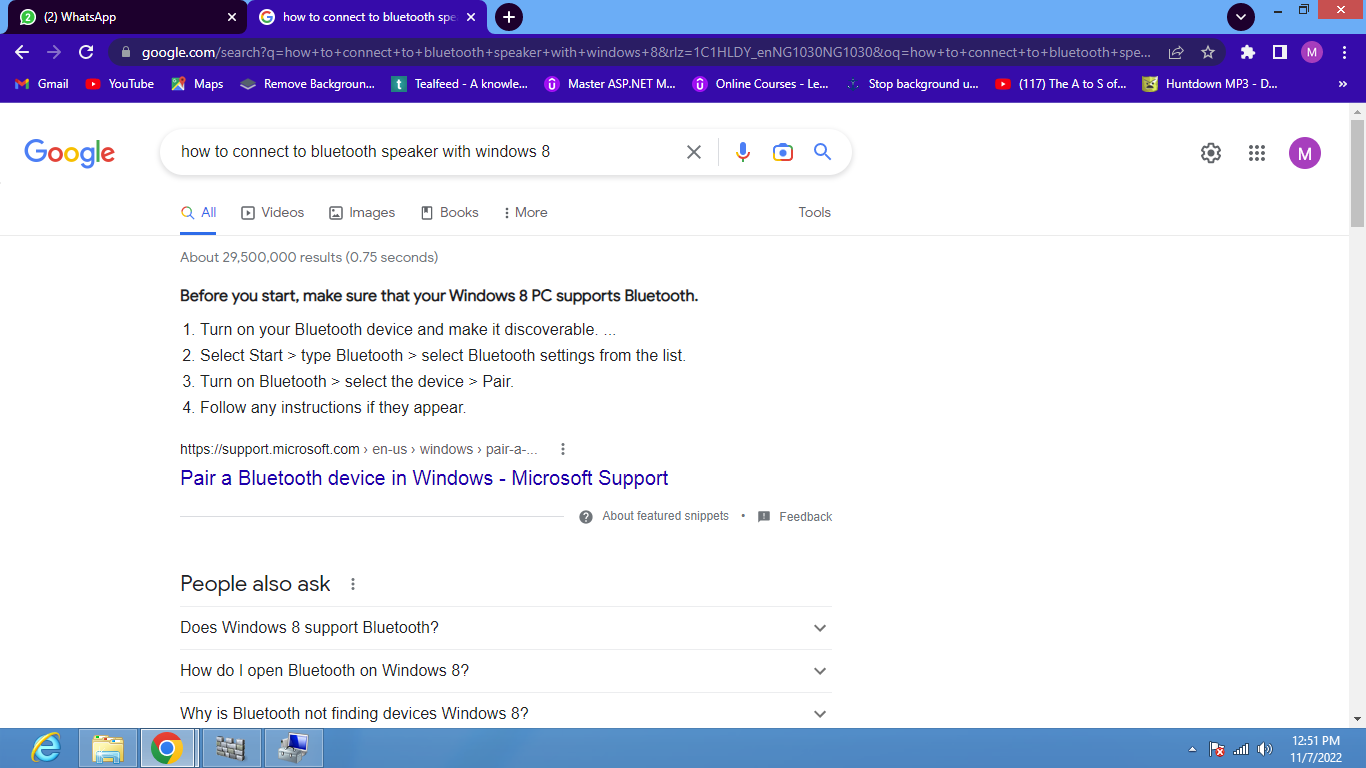 (2) WhatsApp
how to connect to bluetooth spe
google.com/search?q=how+to+connect+to+bluetooth+speaker+with+windows+8&rlz=1C1HLDY_enNG1030NG1030&oq=how+to+connect+to+bluetooth+spe...
M
Gmail
YouTube
Maps
Remove Backgroun...
Tealfeed - A knowle...
Master ASP.NET M...
Online Courses - Le...
Stop background u...
(117) The A to S of...
Huntdown MP3 - D...
»
Google
how to connect to bluetooth speaker with windows 8
M
All
Videos
Images
Books
More
Tools
About 29,500,000 results (0.75 seconds)
Before you start, make sure that your Windows 8 PC supports Bluetooth.
1. Turn on your Bluetooth device and make it discoverable. ...
2. Select Start > type Bluetooth > select Bluetooth settings from the list.
3. Turn on Bluetooth > select the device > Pair.
4. Follow any instructions if they appear.
https://support.microsoft.com › en-us › windows › pair-a-...
Pair a Bluetooth device in Windows - Microsoft Support
About featured snippets • Feedback
People also ask
Does Windows 8 support Bluetooth?
How do I open Bluetooth on Windows 8?
Why is Bluetooth not finding devices Windows 8?
12:51 PM
11/7/2022